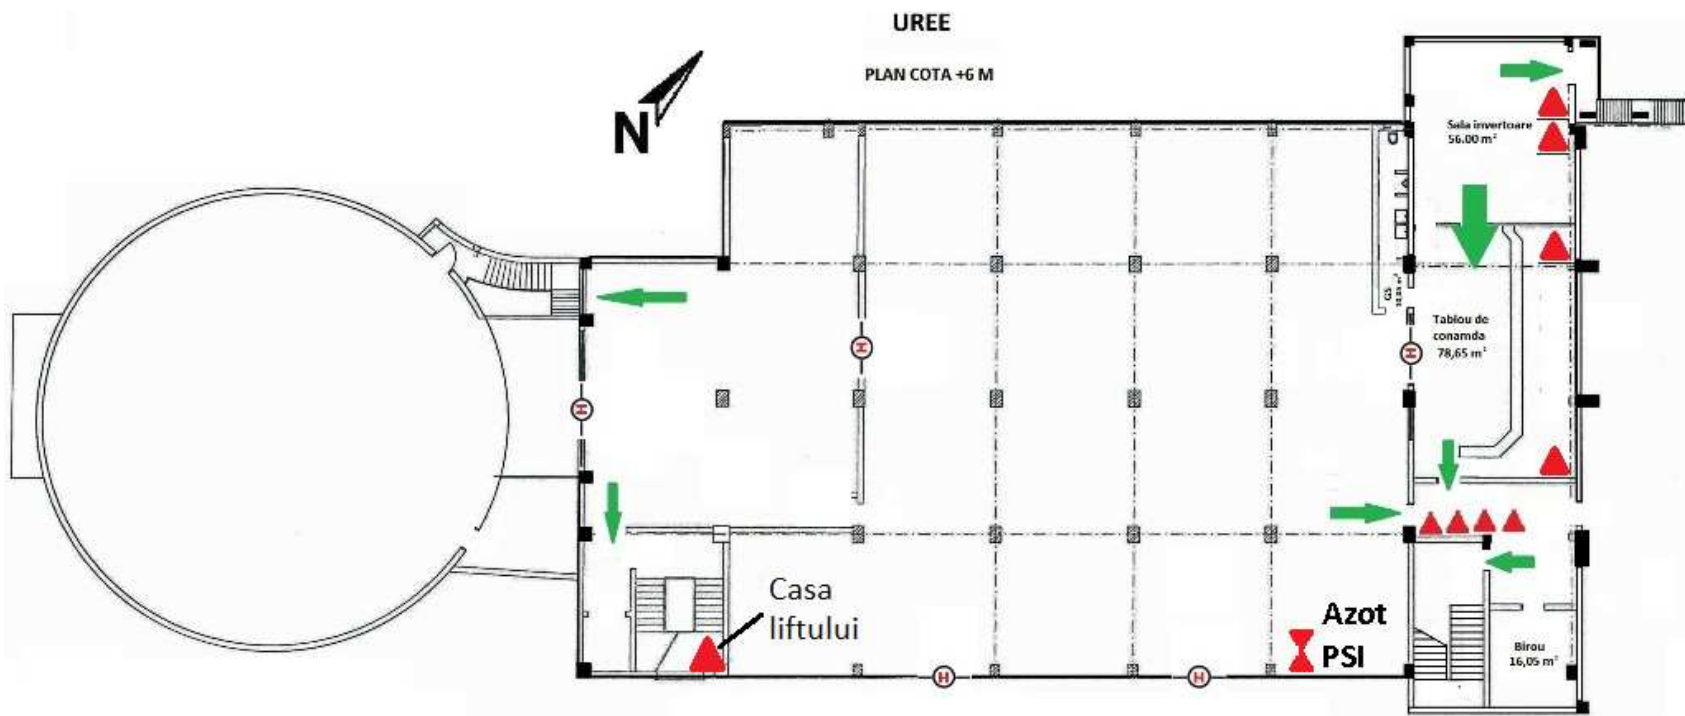 UREE
PLAN COTA +6 M
N
Sala invertoare
56.00 m²
GS
Tablou de
conamda
78,65 m²
H
H
H
Casa
liftului
Azot
PSI
Birou
16,05 m²
H
H